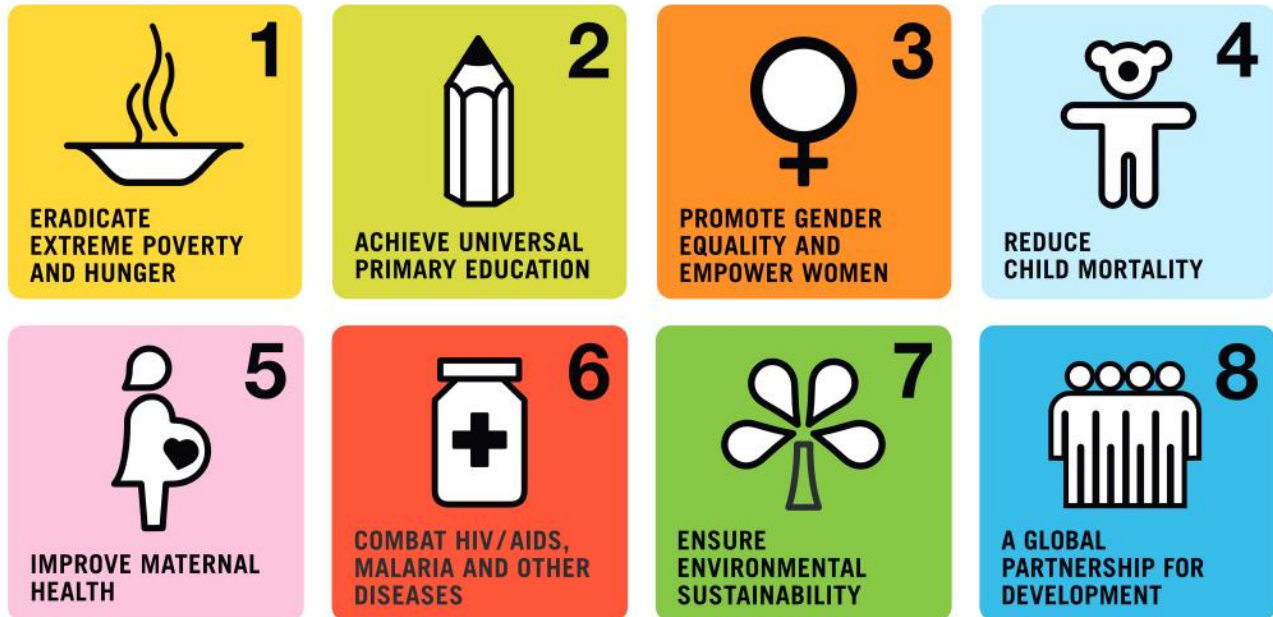 1
ERADICATE
EXTREME POVERTY
AND HUNGER
2
ACHIEVE UNIVERSAL
PRIMARY EDUCATION
3
PROMOTE GENDER
EQUALITY AND
EMPOWER WOMEN
4
REDUCE
CHILD MORTALITY
5
IMPROVE MATERNAL
HEALTH
6
COMBAT HIV/AIDS,
MALARIA AND OTHER
DISEASES
7
ENSURE
ENVIRONMENTAL
SUSTAINABILITY
8
A GLOBAL
PARTNERSHIP FOR
DEVELOPMENT